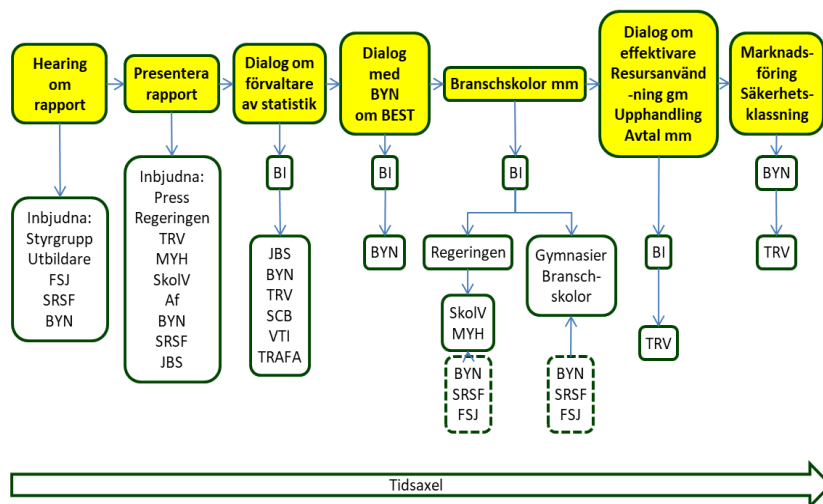 Hearing
om
rapport
Presentera
rapport
Dialog om
förvaltare
av statistik
Dialog
med
BYN
om BEST
Branschskolor mm
Dialog om
effektivare
Resursanvänd
-ning gm
Upphandling
Avtal mm
Marknads-
föring
Säkerhets-
klassning
Inbjudna:
Styrgrupp
Utbildare
FSJ
SRSF
BYN
Inbjudna:
Press
Regeringen
TRV
MYH
SkolV
Af
BYN
SRSF
JBS
BI
JBS
BYN
TRV
SCB
VTI
TRAFA
BI
BYN
BI
Regeringen
SkolV
MYH
BYN
SRSF
FSJ
Gymnasier
Bransch-
skolor
BYN
SRSF
FSJ
BI
TRV
BYN
TRV
Tidsaxel